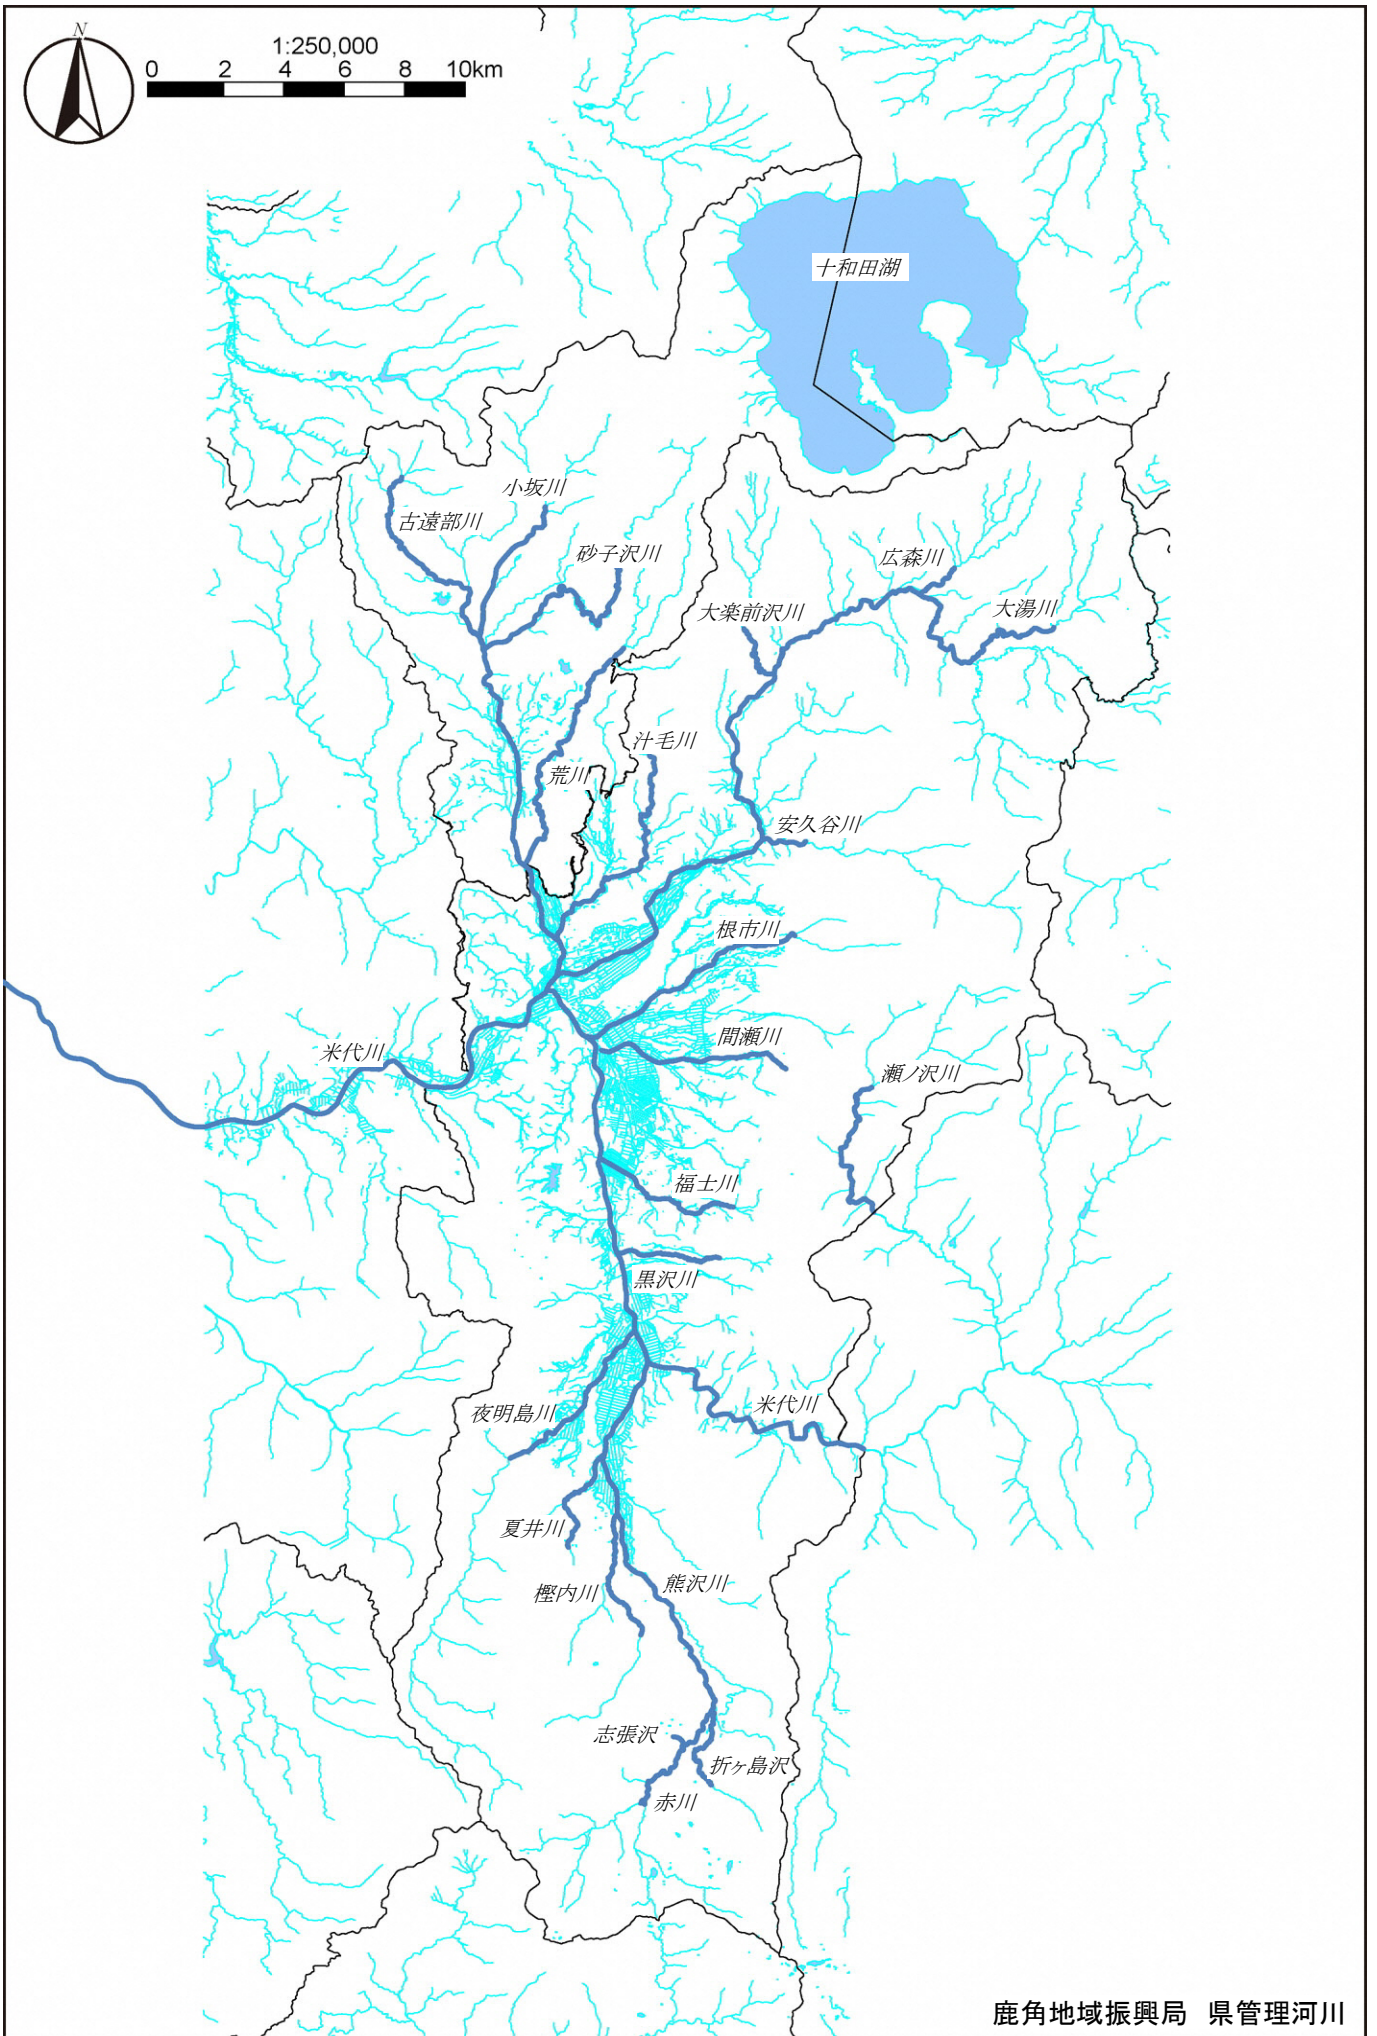 N
1:250,000
0 2 4 6 8 10km
十和田湖
小坂川
古遠部川
砂子沢川
広森川
大楽前沢川
大湯川
汁毛川
荒川
安久谷川
根市川
間瀬川
米代川
瀬ノ沢川
福士川
黒沢川
米代川
夜明島川
夏井川
熊沢川
樫内川
志張沢
折ヶ島沢
赤川
鹿角地域振興局 県管理河川